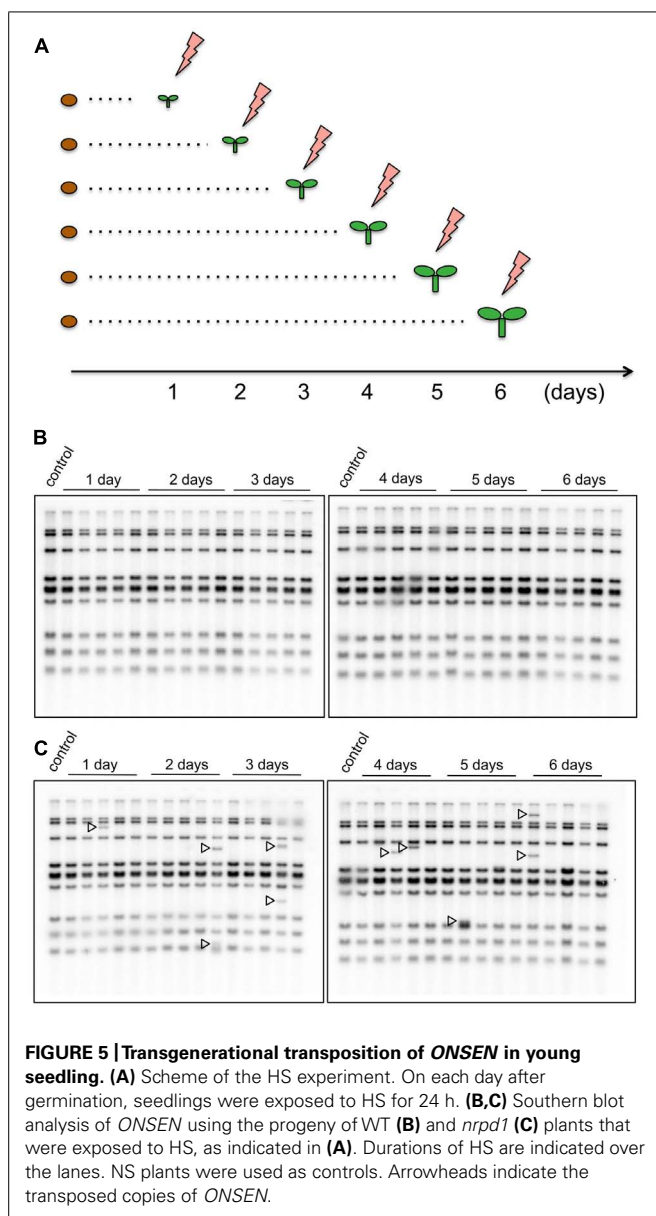 A
1 2 3 4 5 6 (days)
B
control 1 day 2 days 3 days control 4 days 5 days 6 days
C
control 1 day 2 days 3 days control 4 days 5 days 6 days
FIGURE 5 | Transgenerational transposition of ONSEN in young
seedling. (A) Scheme of the HS experiment. On each day after
germination, seedlings were exposed to HS for 24 h. (B,C) Southern blot
analysis of ONSEN using the progeny of WT (B) and nrpd1 (C) plants that
were exposed to HS, as indicated in (A). Durations of HS are indicated over
the lanes. NS plants were used as controls. Arrowheads indicate the
transposed copies of ONSEN.